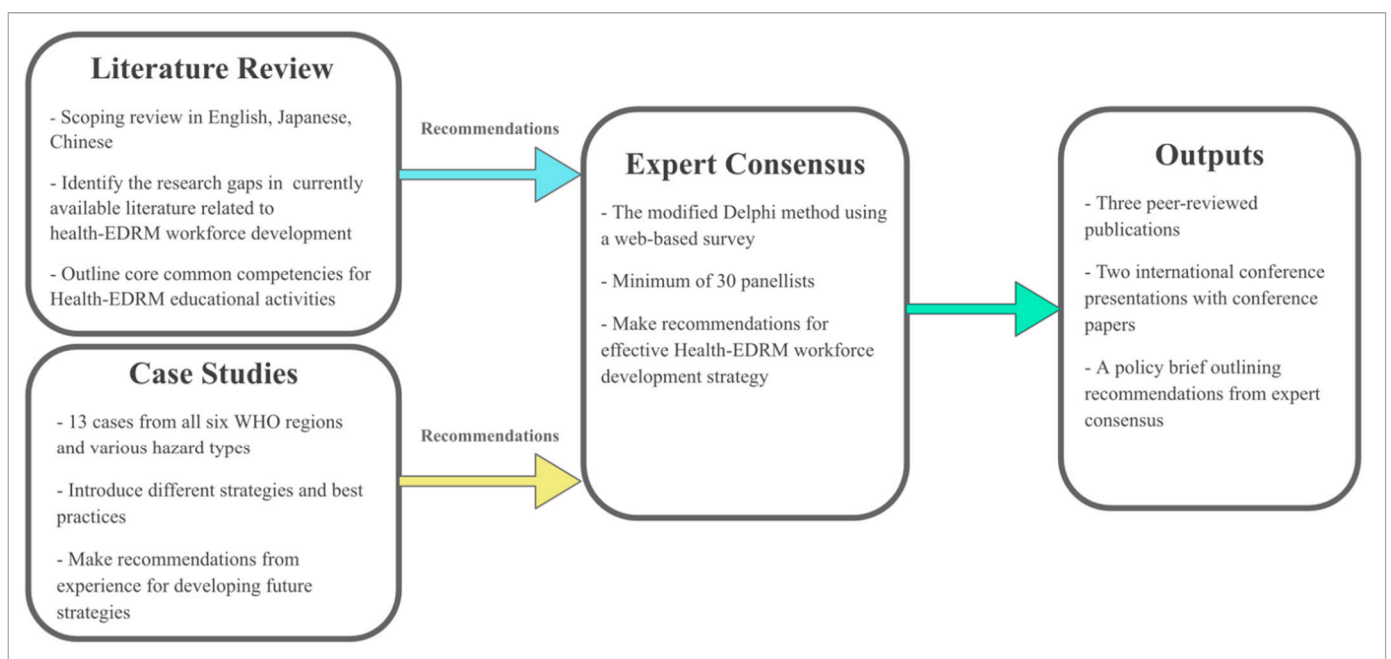 Literature Review
- Scoping review in English, Japanese,
Chinese
- Identify the research gaps in currently
available literature related to
health-EDRM workforce development
- Outline core common competencies for
Health-EDRM educational activities
Case Studies
- 13 cases from all six WHO regions
and various hazard types
- Introduce different strategies and best
practices
- Make recommendations from
experience for developing future
strategies
Recommendations
Recommendations
Expert Consensus
- The modified Delphi method using
a web-based survey
- Minimum of 30 panellists
- Make recommendations for
effective Health-EDRM workforce
development strategy
Outputs
- Three peer-reviewed
publications
- Two international conference
presentations with conference
papers
- A policy brief outlining
recommendations from expert
consensus